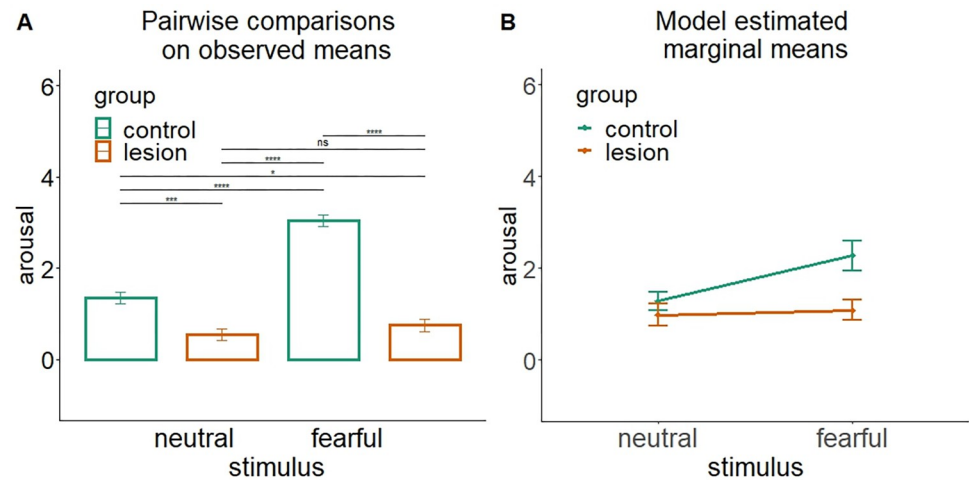 A
Pairwise comparisons
on observed means
6
4
2
0
arousal
group
control
lesion
****
ns
****
*
****
***
neutral
fearful
stimulus
B
Model estimated
marginal means
6
4
2
0
arousal
group
control
lesion
neutral
fearful
stimulus